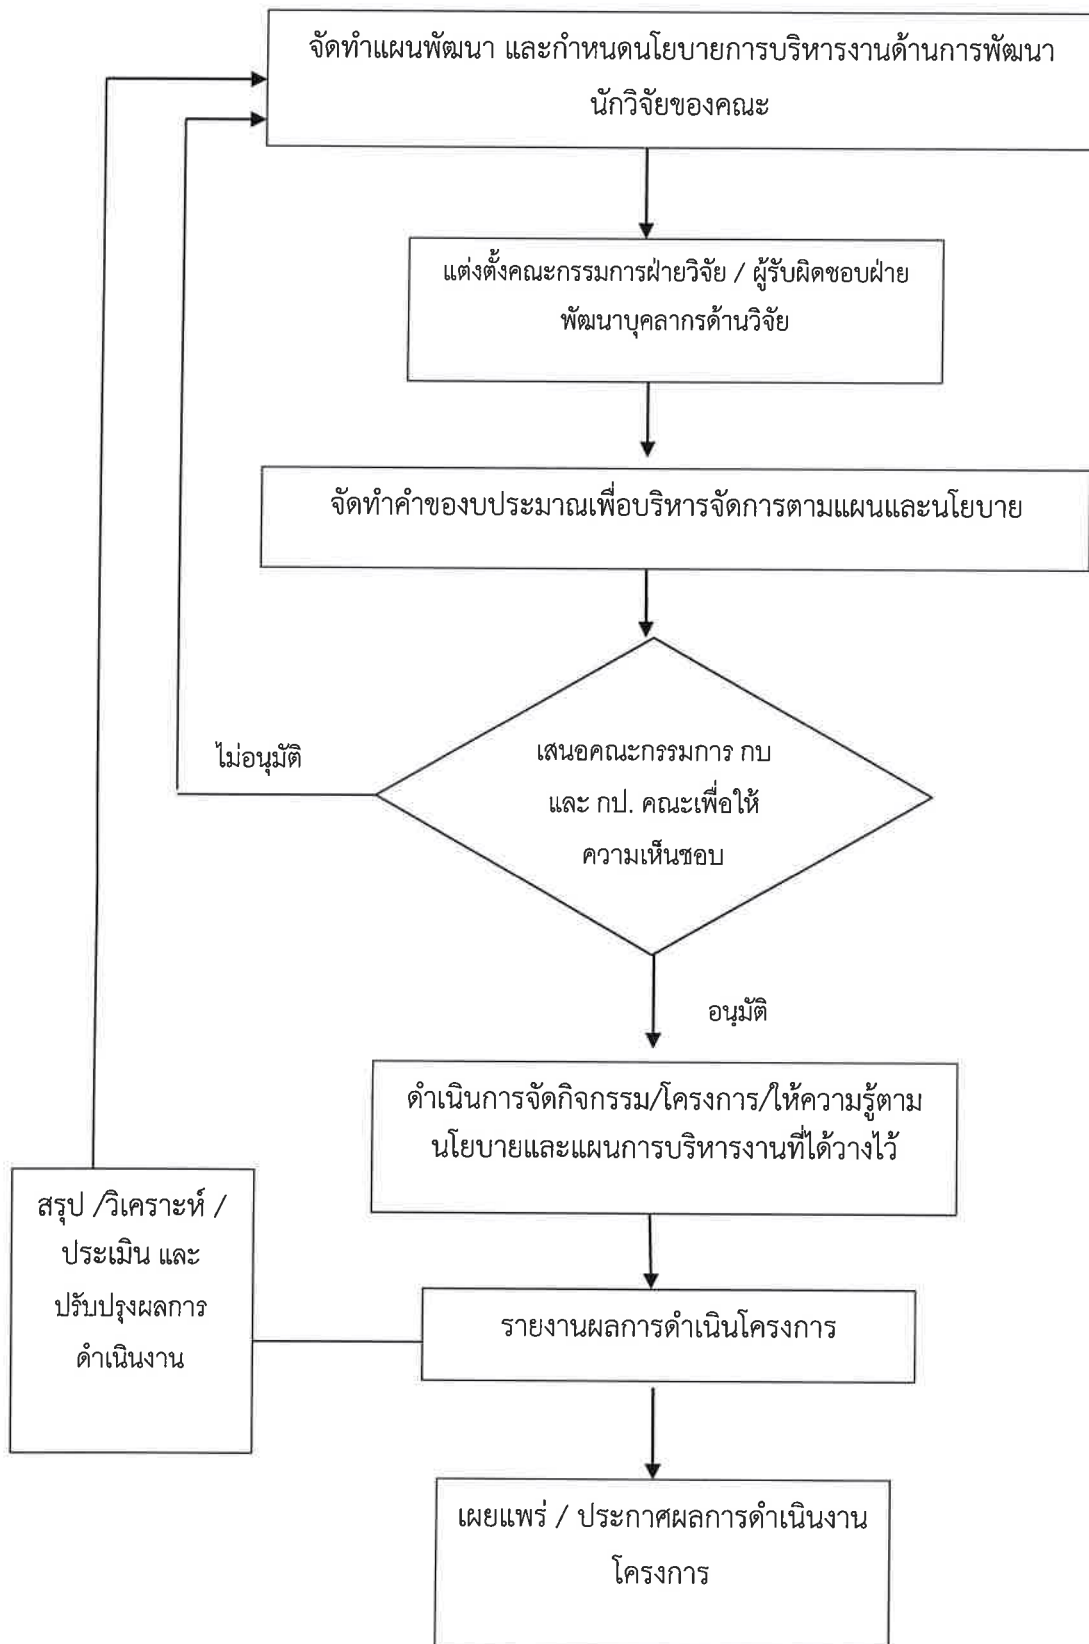 จัดทำแผนพัฒนา และกำหนดนโยบายการบริหารงานด้านการพัฒนา
นักวิจัยของคณะ
แต่งตั้งคณะกรรมการฝ่ายวิจัย / ผู้รับผิดชอบฝ่าย
พัฒนาบุคลากรด้านวิจัย
จัดทำคำของบประมาณเพื่อบริหารจัดการตามแผนและนโยบาย
ไม่อนุมัติ
เสนอคณะกรรมการ กบ
และ กป. คณะเพื่อให้
ความเห็นชอบ
อนุมัติ
ดำเนินการจัดกิจกรรม/โครงการ/ให้ความรู้ตาม
นโยบายและแผนการบริหารงานที่ได้วางไว้
สรุป /วิเคราะห์ /
ประเมิน และ
ปรับปรุงผลการ
ดำเนินงาน
รายงานผลการดำเนินโครงการ
เผยแพร่ / ประกาศผลการดำเนินงาน
โครงการ